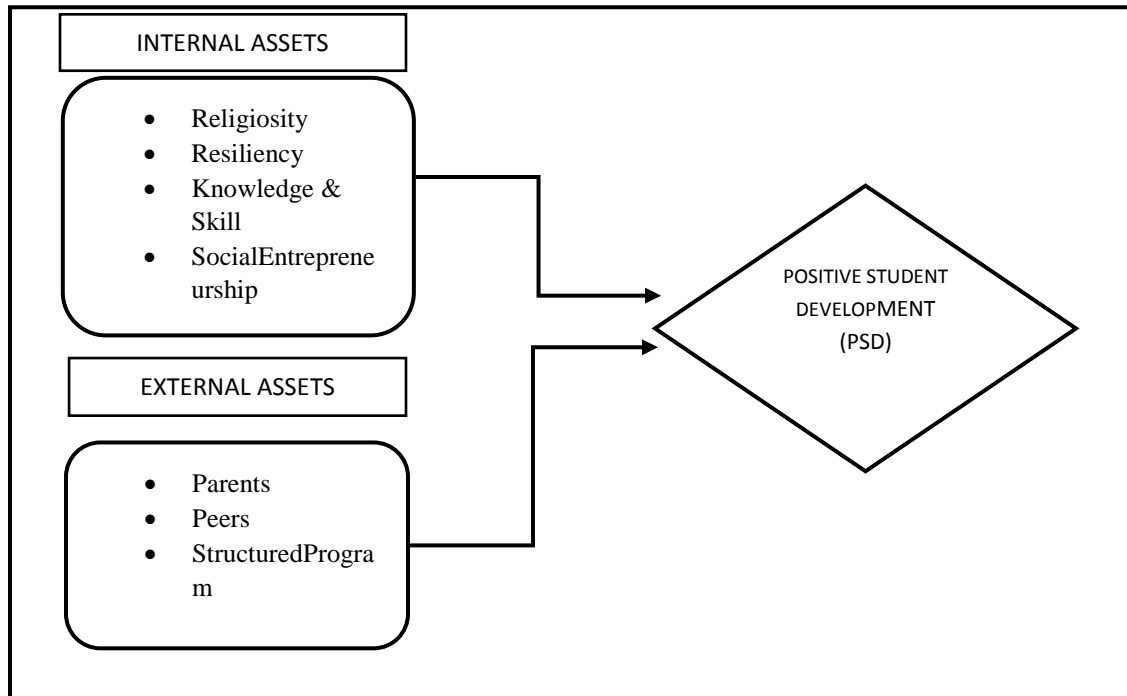 INTERNAL ASSETS
• Religiosity
• Resiliency
• Knowledge &
Skill
• SocialEntreprene
urship
EXTERNAL ASSETS
• Parents
• Peers
• StructuredProgra
m
POSITIVE STUDENT
DEVELOPMENT
(PSD)